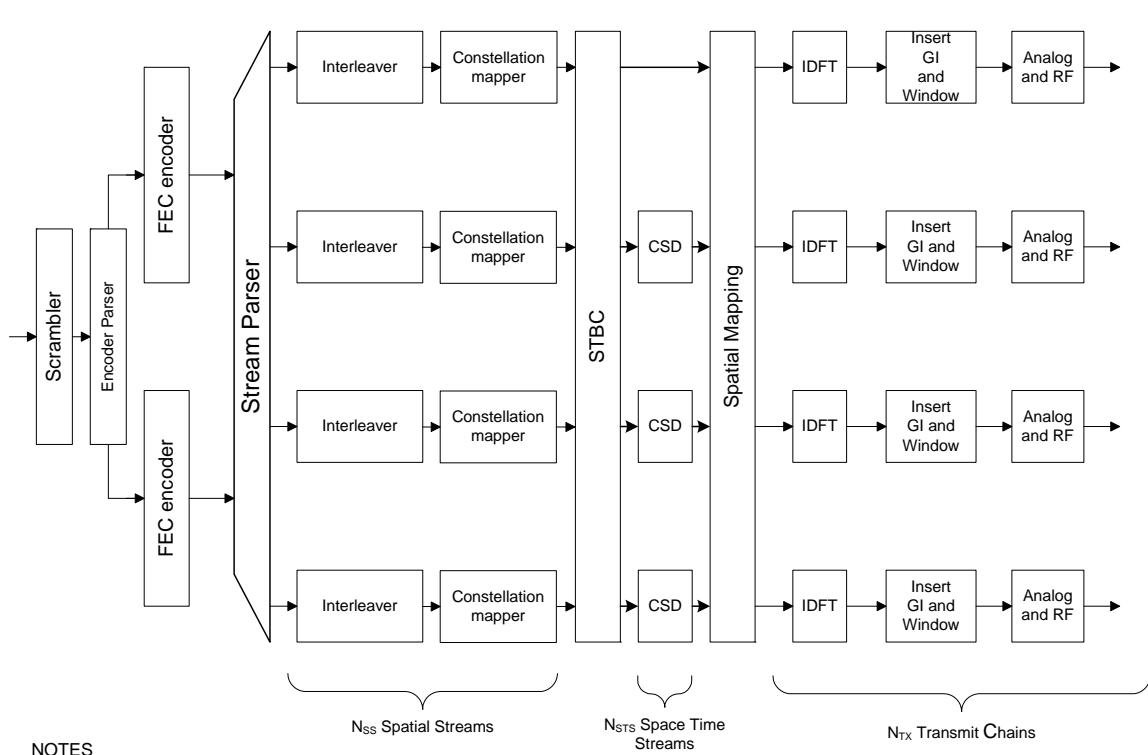 Scrambler
Encoder Parser
FEC encoder
FEC encoder
Stream Parser
Interleaver
Constellation
mapper
Interleaver
Constellation
mapper
Interleaver
Constellation
mapper
Interleaver
Constellation
mapper
STBC
CSD
CSD
CSD
Spatial Mapping
IDFT
Insert
GI
and
Window
Analog
and RF
IDFT
Insert
GI and
Window
Analog
and RF
IDFT
Insert
GI and
Window
Analog
and RF
IDFT
Insert
GI and
Window
Analog
and RF
NSS Spatial Streams
NSTS Space Time
Streams
NTX Transmit Chains
NOTES